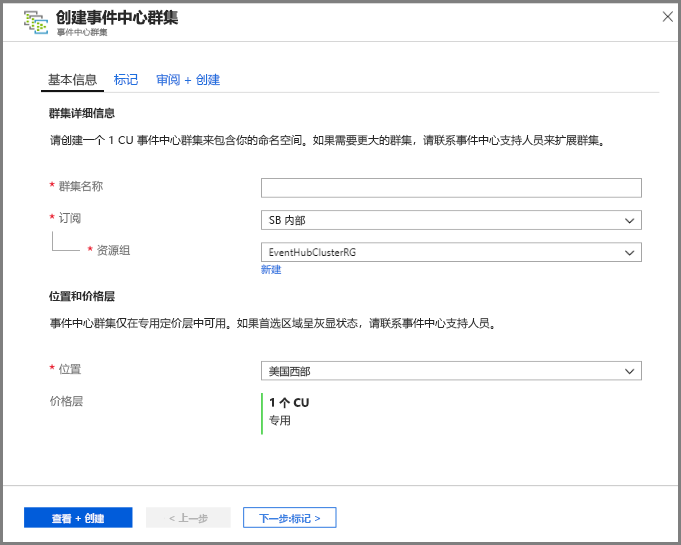 创建事件中心群集
事件中心群集
基本信息 标记 审阅 + 创建
群集详细信息
请创建一个 1 CU 事件中心群集来包含你的命名空间。如果需要更大的群集，请联系事件中心支持人员来扩展群集。
* 群集名称
* 订阅 SB 内部
* 资源组 EventHubClusterRG
新建
位置和价格层
事件中心群集仅在专用定价层中可用。如果首选区域呈灰显状态，请联系事件中心支持人员。
* 位置 美国西部
价格层 1 个 CU
专用
查看 + 创建 < 上一步 下一步:标记 >